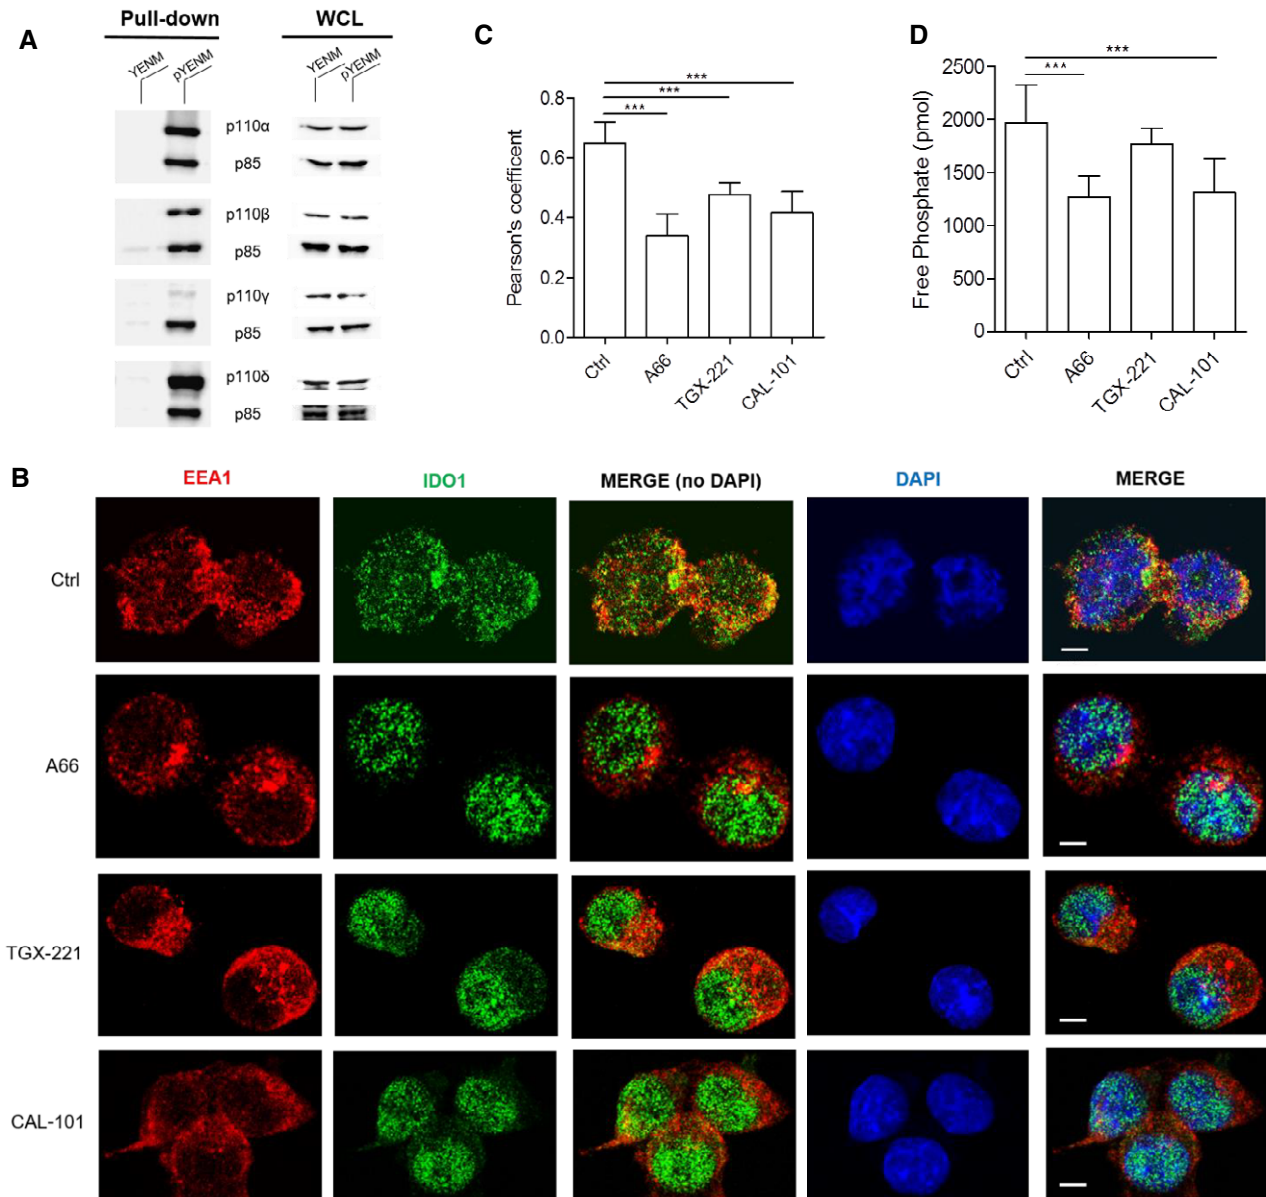 A
Pull-down
WCL
YENM
pYENM
YENM
pYENM
p110α
p85
p110β
p85
p110γ
p85
p110δ
p85
C
Pearson's coefficent
0.8
0.6
0.4
0.2
0.0
***
***
***
Ctrl
A66
TGX-221
CAL-101
D
Free Phosphate (pmol)
2500
2000
1500
1000
500
0
***
***
Ctrl
A66
TGX-221
CAL-101
B
EEA1
IDO1
MERGE (no DAPI)
DAPI
MERGE
Ctrl
A66
TGX-221
CAL-101